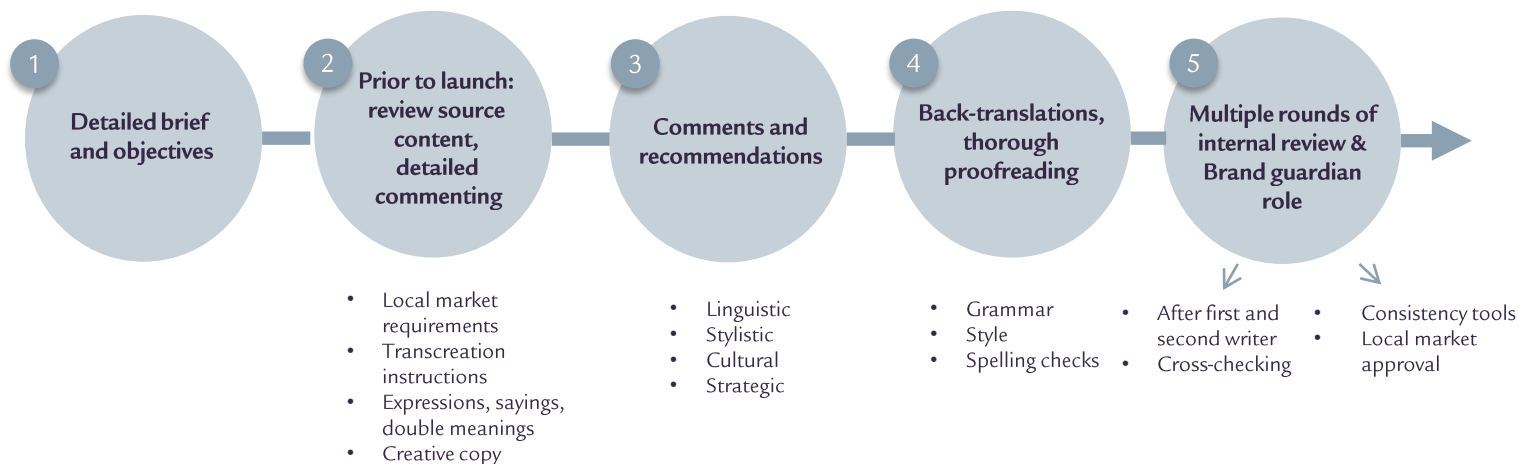 1
Detailed brief
and objectives
2
Prior to launch:
review source
content,
detailed
commenting
• Local market
requirements
• Transcreation
instructions
• Expressions, sayings,
double meanings
• Creative copy
3
Comments and
recommendations
• Linguistic
• Stylistic
• Cultural
• Strategic
4
Back-translations,
thorough
proofreading
• Grammar
• Style
• Spelling checks
5
Multiple rounds of
internal review &
Brand guardian
role
• After first and
second writer
• Cross-checking
• Consistency tools
• Local market
approval